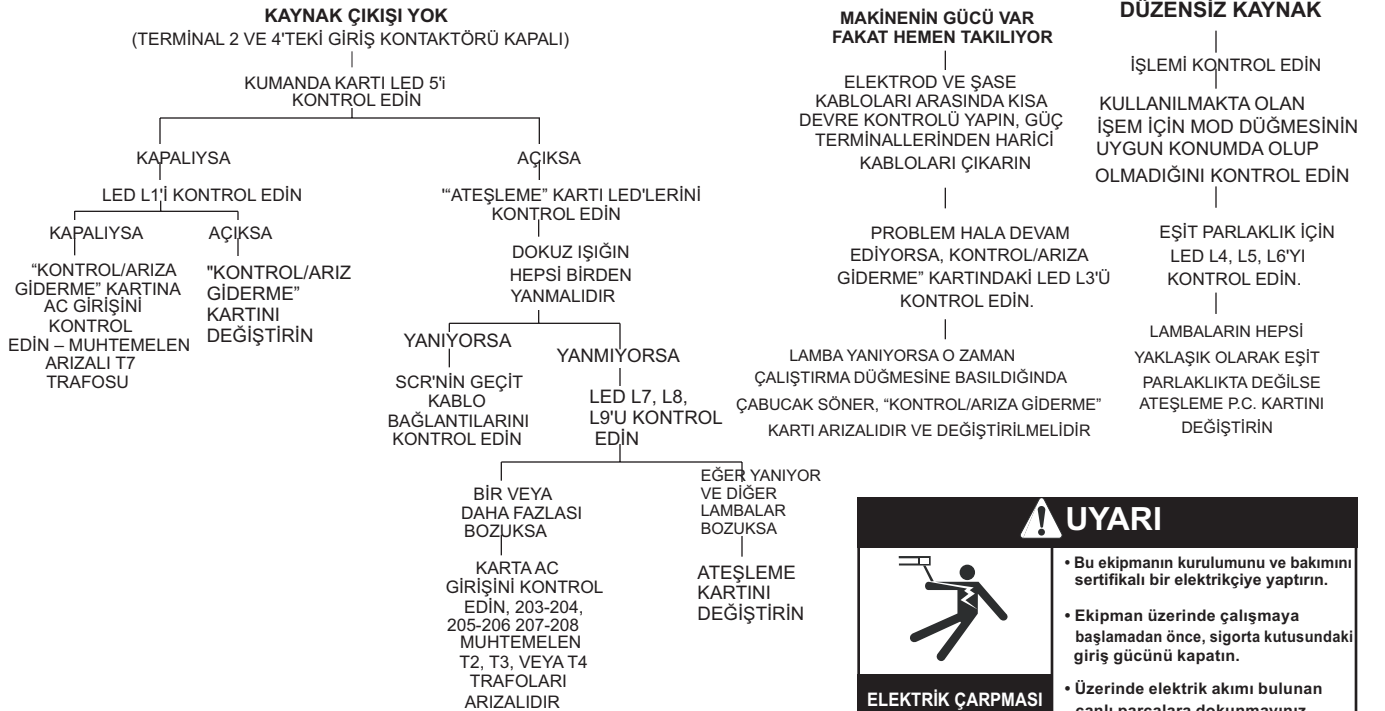 KAYNAK ÇIKIŞI YOK
(TERMİNAL 2 VE 4'TEKİ GİRİŞ KONTAKTÖRÜ KAPALI)
KUMANDA KARTI LED 5'i
KONTROL EDİN
KAPALIYSA
LED L1'İ KONTROL EDİN
KAPALIYSA
“KONTROL/ARIZA
GİDERME” KARTINA
AC GİRİŞİNİ
KONTROL
EDİN – MUHTEMELEN
ARIZALI T7
TRAFOSU
AÇIKSA
"KONTROL/ARIZ
GİDERME”
KARTINI
DEĞİŞTİRİN
AÇIKSA
'“ATEŞLEME” KARTI LED'LERİNİ
KONTROL EDİN
DOKUZ IŞIĞIN
HEPSİ BİRDEN
YANMALIDIR
YANIYORSA
SCR'NİN GEÇİT
KABLO
BAĞLANTILARINI
KONTROL EDİN
YANMIYORSA
LED L7, L8,
L9'U KONTROL
EDİN
BİR VEYA
DAHA FAZLASI
BOZUKSA
KARTA AC
GİRİŞİNİ KONTROL
EDİN, 203-204,
205-206 207-208
MUHTEMELEN
T2, T3, VEYA T4
TRAFOLARI
ARIZALIDIR
EĞER YANIYOR
VE DİĞER
LAMBALAR
BOZUKSA
ATEŞLEME
KARTINI
DEĞİŞTİRİN
MAKİNENİN GÜCÜ VAR
FAKAT HEMEN TAKILIYOR
ELEKTROD VE ŞASE
KABLOLARI ARASINDA KISA
DEVRE KONTROLÜ YAPIN, GÜÇ
TERMİNALLERİNDEN HARİCİ
KABLOLARI ÇIKARIN
PROBLEM HALA DEVAM
EDİYORSA, KONTROL/ARIZA
GİDERME” KARTINDAKİ LED L3'Ü
KONTROL EDİN.
LAMBA YANIYORSA O ZAMAN
ÇALIŞTIRMA DÜĞMESİNE BASILDIĞINDA
ÇABUCAK SÖNER, “KONTROL/ARIZA GİDERME”
KARTI ARIZALIDIR VE DEĞİŞTİRİLMELİDİR
DÜZENSİZ KAYNAK
İŞLEMİ KONTROL EDİN
KULLANILMAKTA OLAN
İŞEM İÇİN MOD DÜĞMESİNİN
UYGUN KONUMDA OLUP
OLMADIĞINI KONTROL EDİN
EŞİT PARLAKLIK İÇİN
LED L4, L5, L6'YI
KONTROL EDİN.
LAMBALARIN HEPSİ
YAKLAŞIK OLARAK EŞİT
PARLAKLIKTA DEĞİLSE
ATEŞLEME P.C. KARTINI
DEĞİŞTİRİN
UYARI
ELEKTRİK ÇARPMASI
• Bu ekipmanın kurulumunu ve bakımını
sertifikalı bir elektrikçiye yaptırın.
• Ekipman üzerinde çalışmaya
başlamadan önce, sigorta kutusundaki
giriş gücünü kapatın.
• Üzerinde elektrik akımı bulunan
canlı parçalara dokunmayınız